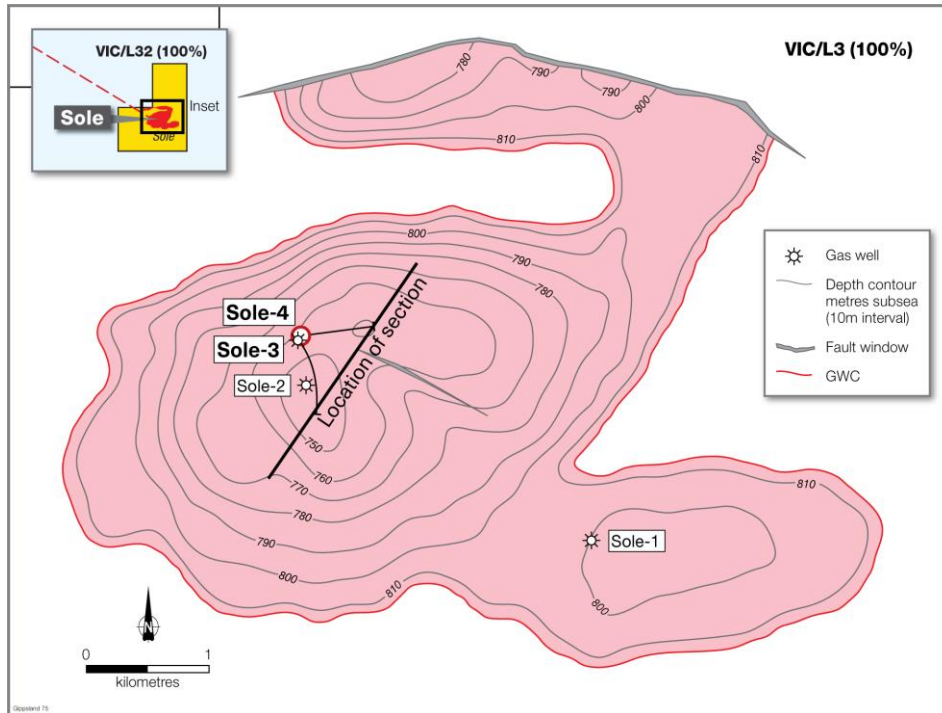 VIC/L32 (100%)
Inset
Sole
Sole
VIC/L3 (100%)
780
790
790
800
810
810
800
790
780
Gas well
Depth contour
metres subsea
(10m interval)
Fault window
GWC
Sole-4
Sole-3
Sole-2
Location of section
750
760
770
780
790
800
810
810
Sole-1
800
N
0 1
kilometres
Gippsland 75